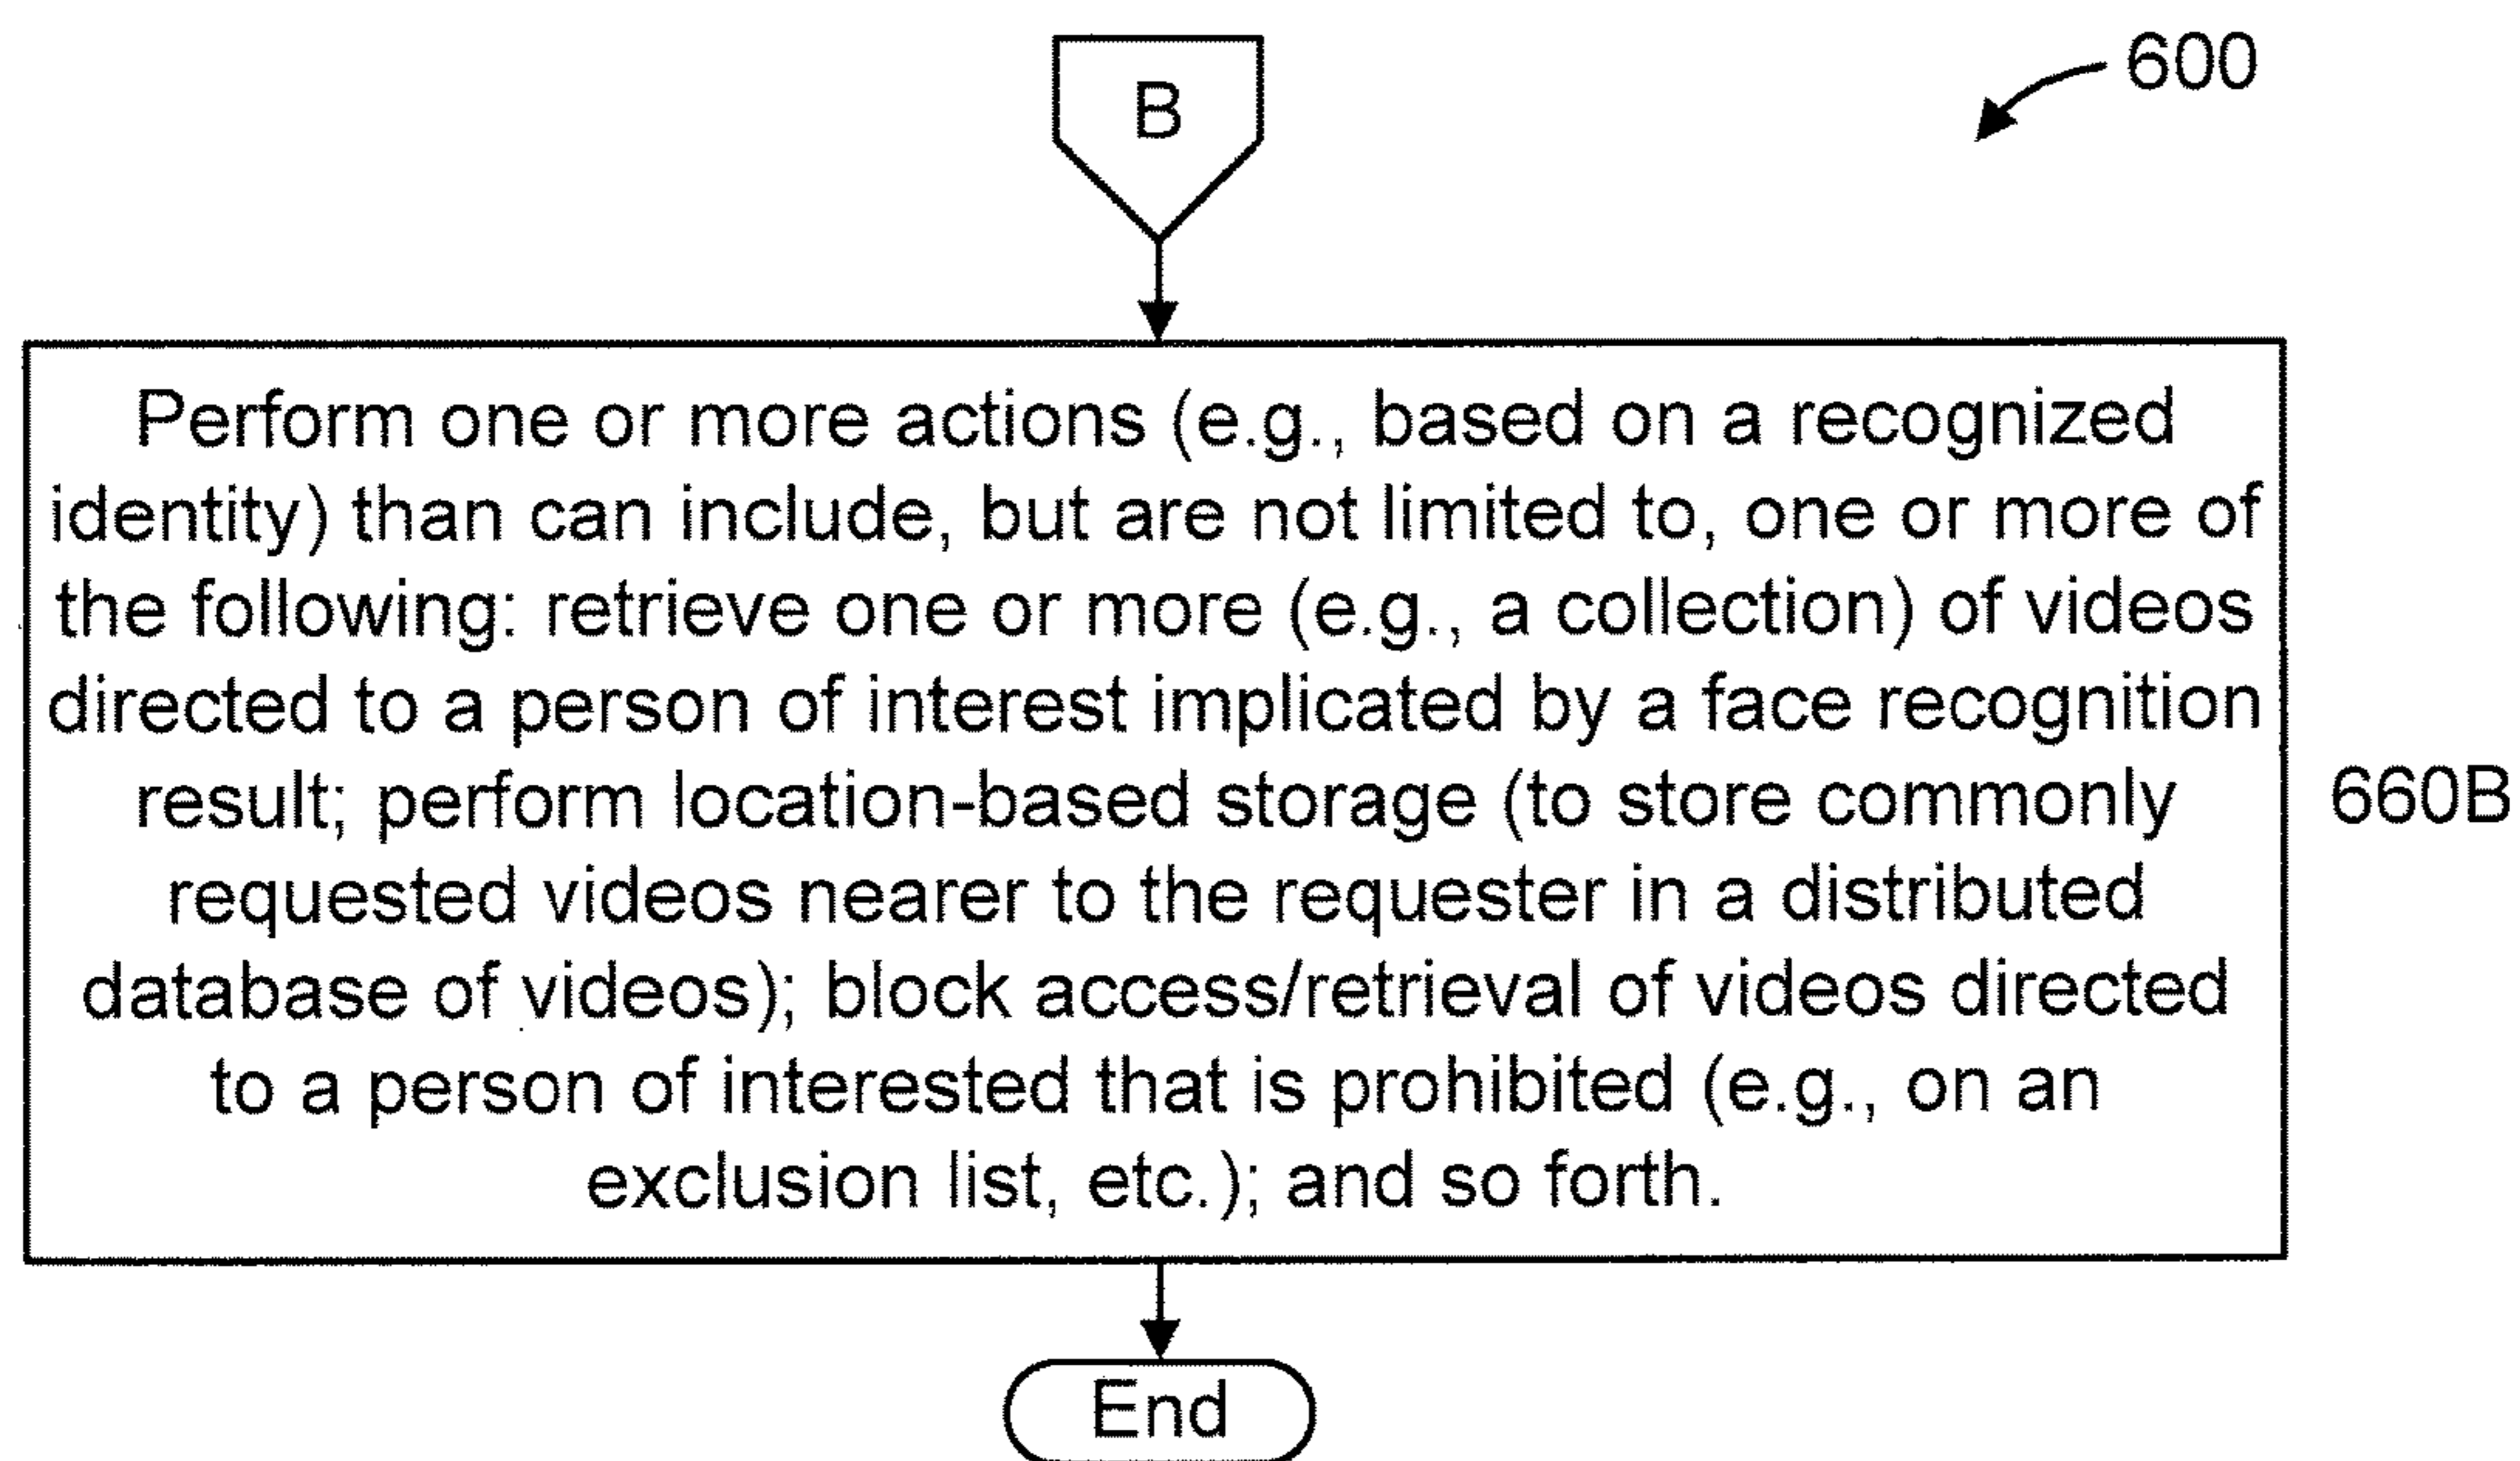 B
600
Perform one or more actions (e.g., based on a recognized
identity) than can include, but are not limited to, one or more of
the following: retrieve one or more (e.g., a collection) of videos
directed to a person of interest implicated by a face recognition
result; perform location-based storage (to store commonly
requested videos nearer to the requester in a distributed
database of videos); block access/retrieval of videos directed
to a person of interested that is prohibited (e.g., on an
exclusion list, etc.); and so forth.
660B
End